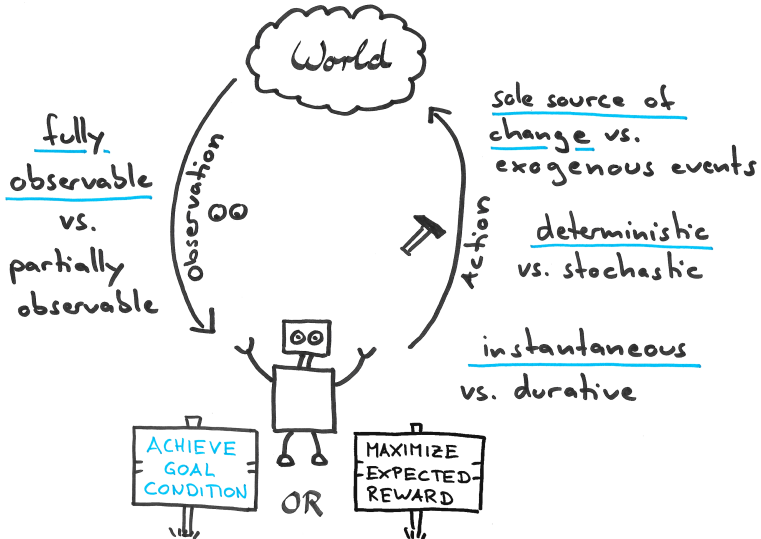 World
fully
observable
vs.
partially
observable
Observation
Action
sole source of
change vs.
exogenous events
deterministic
vs. stochastic
instantaneous
vs. durative
ACHIEVE
GOAL
CONDITION
OR
MAXIMIZE
EXPECTED
REWARD